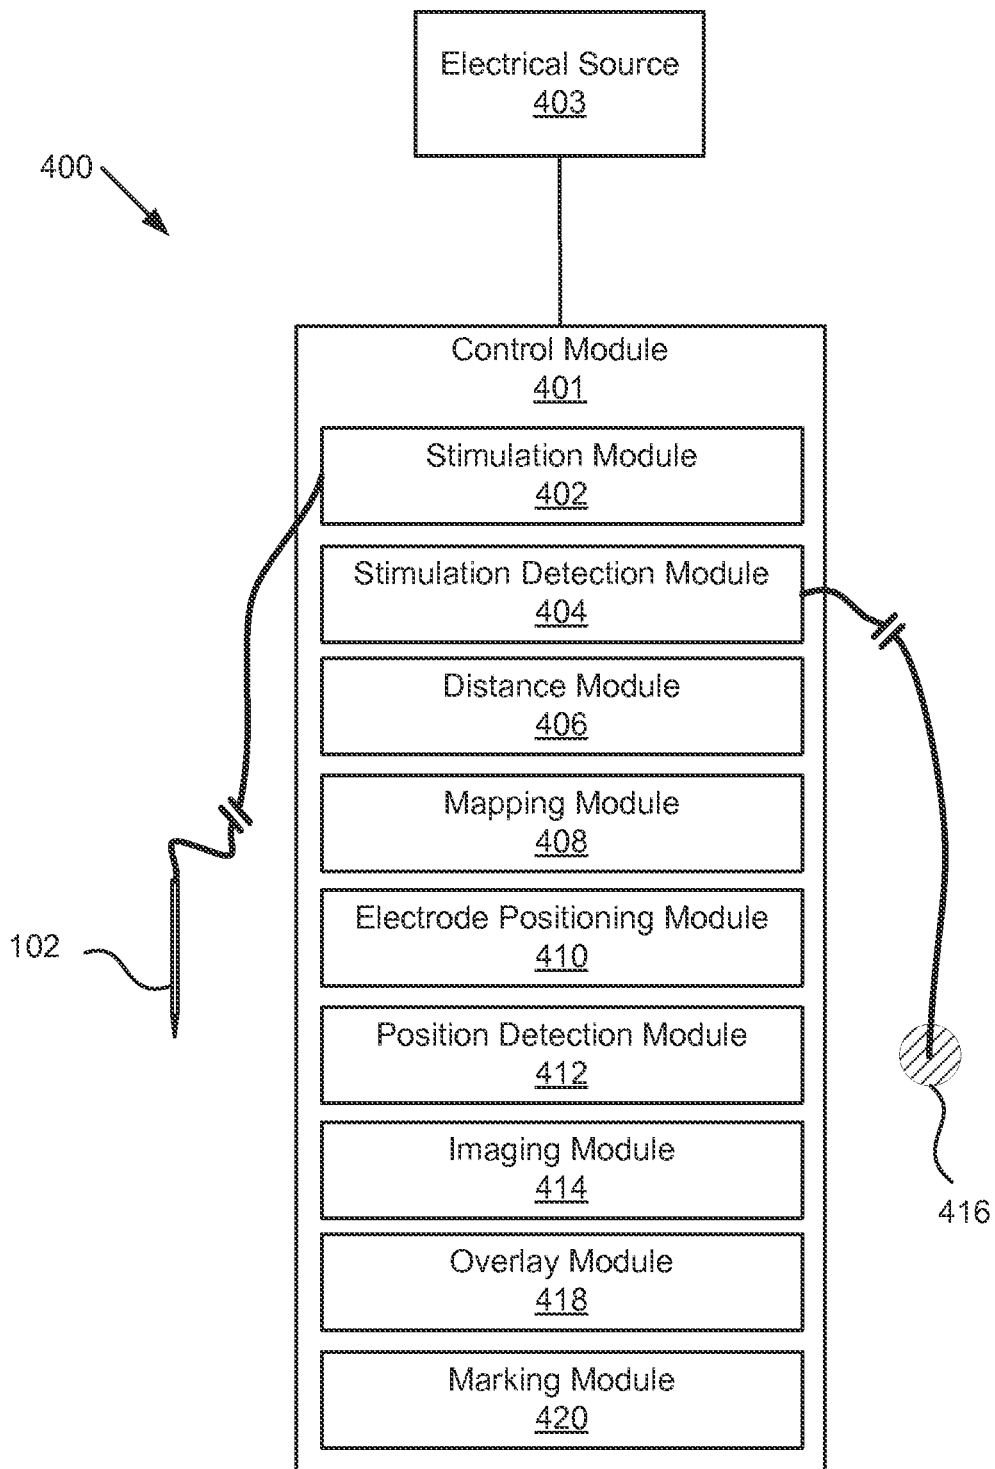 Electrical Source
403
400
Control Module
401
Stimulation Module
402
Stimulation Detection Module
404
Distance Module
406
Mapping Module
408
Electrode Positioning Module
410
102
Position Detection Module
412
Imaging Module
414
416
Overlay Module
418
Marking Module
420